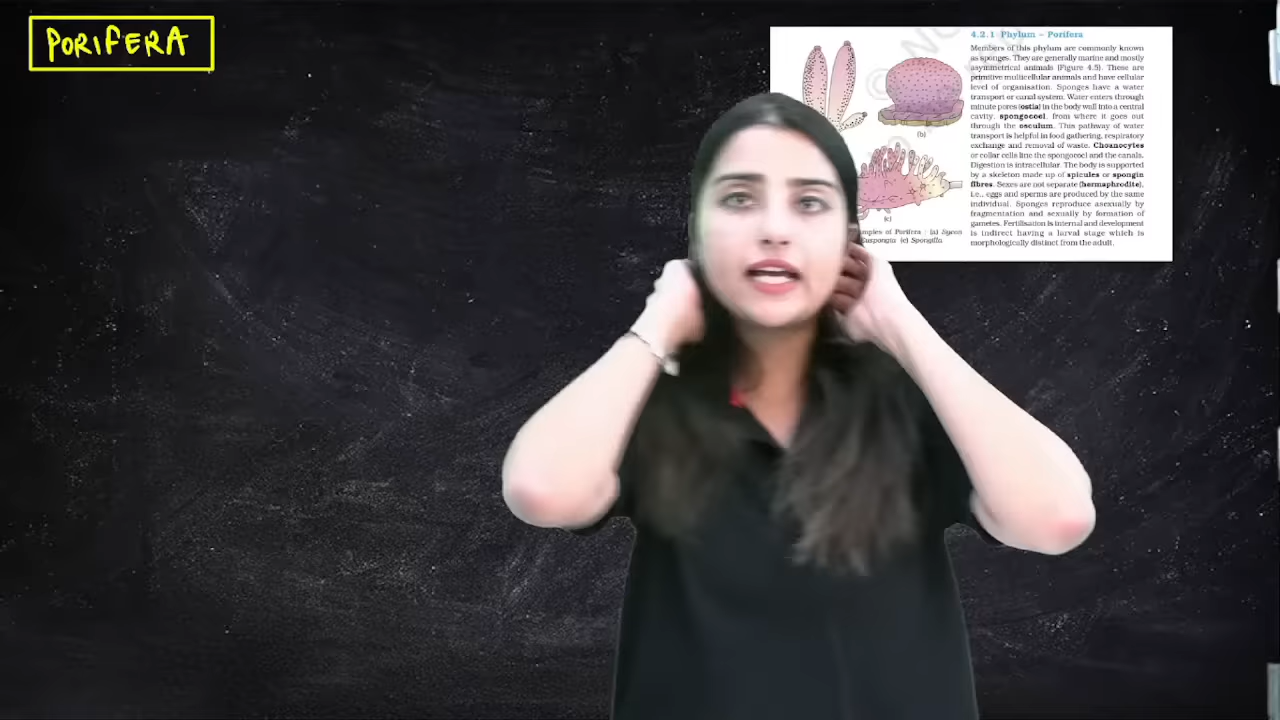 PORIFERA
4.2.1 Phylum – Porifera
Members of this phylum are commonly known
as sponges. They are generally marine and mostly
asymmetrical animals (Figure 4.5). These are
primitive multicellular animals and have cellular
level of organisation. Sponges have a water
transport or canal system. Water enters through
minute pores (ostia) in the body wall into a central
cavity, spongocoel, from where it goes out
through the osculum. This pathway of water
transport is helpful in food gathering, respiratory
exchange and removal of waste. Choanocytes
or collar cells line the spongocoel and the canals.
Digestion is intracellular. The body is supported
by a skeleton made up of spicules or spongin
fibres. Sexes are not separate (hermaphrodite),
i.e., eggs and sperms are produced by the same
individual. Sponges reproduce asexually by
fragmentation and sexually by formation of
gametes. Fertilisation is internal and development
is indirect having a larval stage which is
morphologically distinct from the adult.
(b)
(c)
mples of Porifera : (a) Sycon
uspongia (c) Spongilla